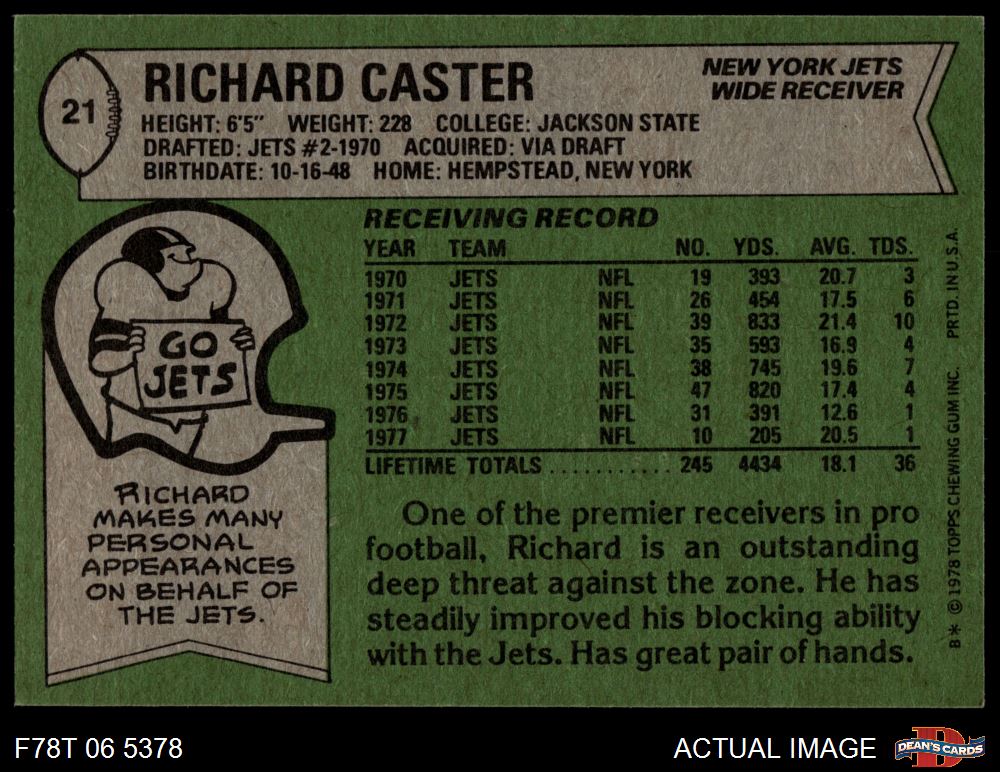 21
RICHARD CASTER
NEW YORK JETS
WIDE RECEIVER
HEIGHT: 6'5" WEIGHT: 228 COLLEGE: JACKSON STATE
DRAFTED: JETS #2-1970 ACQUIRED: VIA DRAFT
BIRTHDATE: 10-16-48 HOME: HEMPSTEAD, NEW YORK
GO
JETS
RICHARD
MAKES MANY
PERSONAL
APPEARANCES
ON BEHALF OF
THE JETS.
RECEIVING RECORD
YEAR TEAM NO. YDS. AVG. TDS.
1970 JETS NFL 19 393 20.7 3
1971 JETS NFL 26 454 17.5 6
1972 JETS NFL 39 833 21.4 10
1973 JETS NFL 35 593 16.9 4
1974 JETS NFL 38 745 19.6 7
1975 JETS NFL 47 820 17.4 4
1976 JETS NFL 31 391 12.6 1
1977 JETS NFL 10 205 20.5 1
LIFETIME TOTALS ........... 245 4434 18.1 36
One of the premier receivers in pro
football, Richard is an outstanding
deep threat against the zone. He has
steadily improved his blocking ability
with the Jets. Has great pair of hands.
B* © 1978 TOPPS CHEWING GUM INC. PRTD. IN U.S.A.
F78T 06 5378
ACTUAL IMAGE
D
DEAN'S CARDS